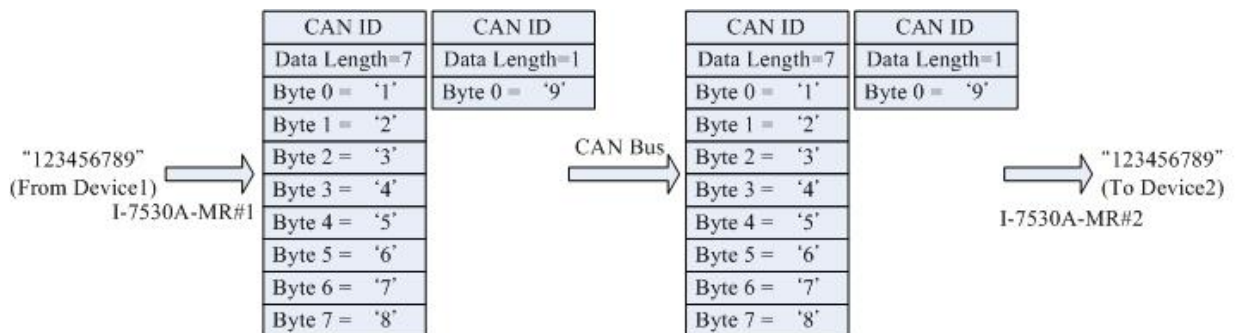 "123456789"
(From Device1)
I-7530A-MR#1
CAN ID
Data Length=7
Byte 0 = '1'
Byte 1 = '2'
Byte 2 = '3'
Byte 3 = '4'
Byte 4 = '5'
Byte 5 = '6'
Byte 6 = '7'
Byte 7 = '8'
CAN ID
Data Length=1
Byte 0 = '9'
CAN Bus
CAN ID
Data Length=7
Byte 0 = '1'
Byte 1 = '2'
Byte 2 = '3'
Byte 3 = '4'
Byte 4 = '5'
Byte 5 = '6'
Byte 6 = '7'
Byte 7 = '8'
CAN ID
Data Length=1
Byte 0 = '9'
"123456789"
(To Device2)
I-7530A-MR#2